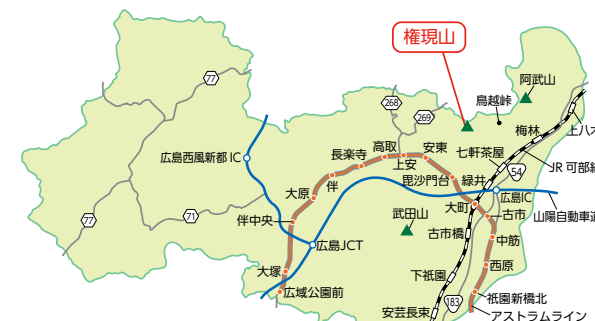 権現山
阿武山
77
268
269
鳥越峠
上八
梅林
高取
安東
七軒茶屋
広島西風新都 IC
長楽寺
上安
JR 可部線
54
毘沙門台
緑井
伴
大原
広島IC
77
71
伴中央
武田山
大町
古市
山陽自動車道
古市橋
中筋
広島JCT
西原
大塚
下祇園
広域公園前
183
祇園新橋北
安芸長束
アストラムライン